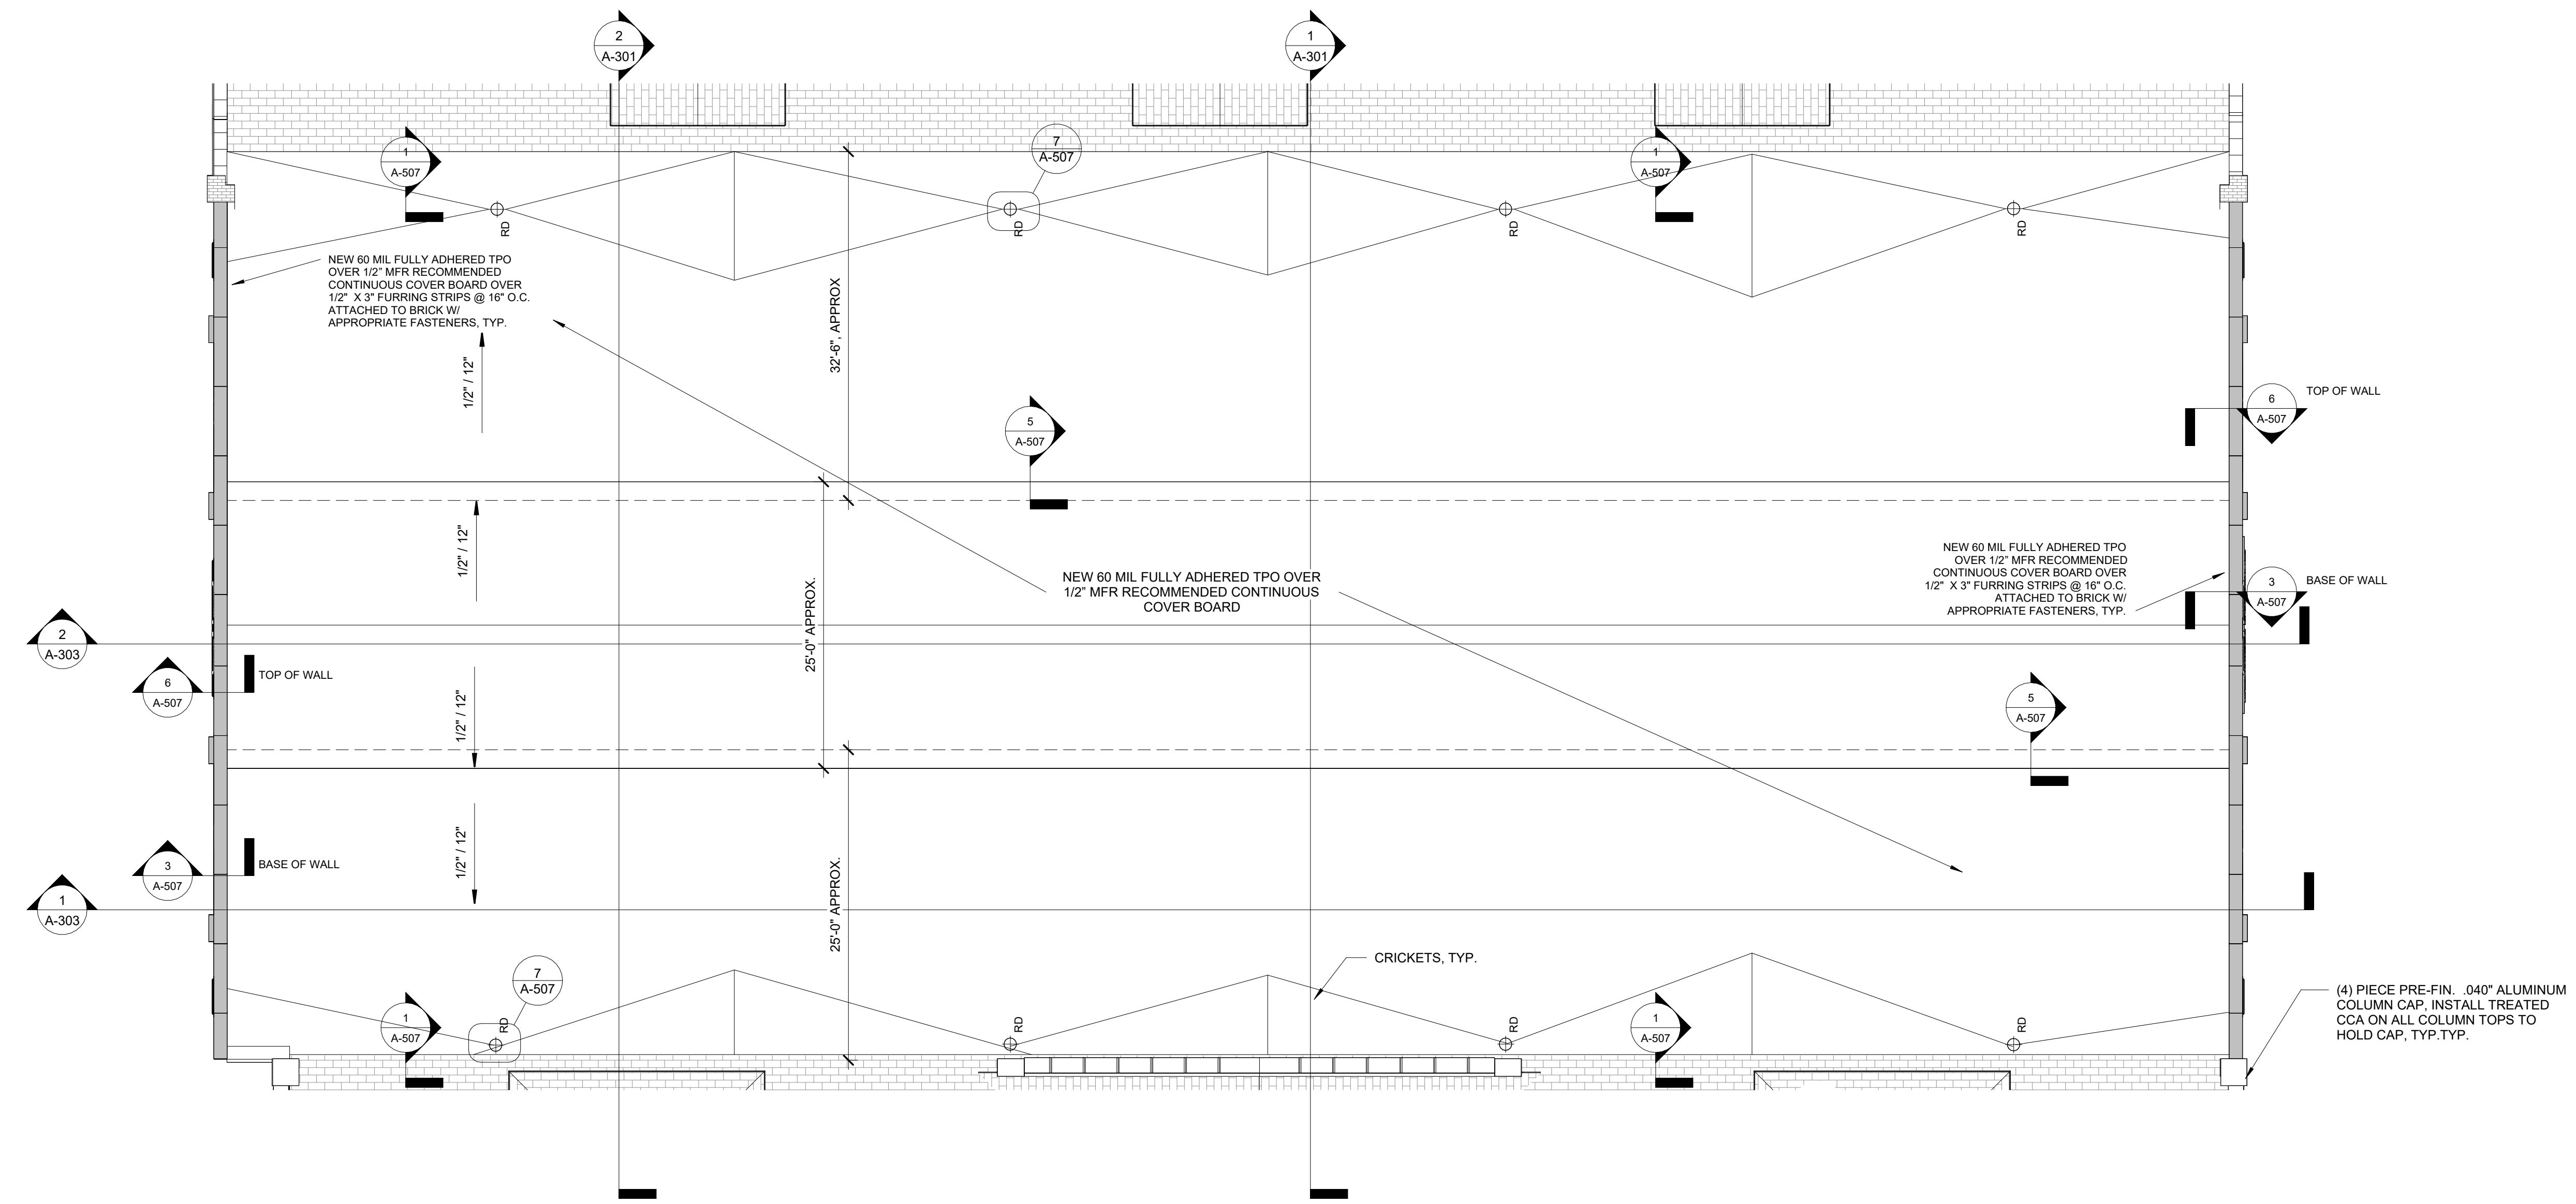 2
A-301
1
A-301
1
A-507
7
A-507
1
A-507
RD
RD
RD
RD
NEW 60 MIL FULLY ADHERED TPO
OVER 1/2" MFR RECOMMENDED
CONTINUOUS COVER BOARD OVER
1/2" X 3" FURRING STRIPS @ 16" O.C.
ATTACHED TO BRICK W/
APPROPRIATE FASTENERS, TYP.
32'-6", APPROX
1/2" / 12"
6
A-507
TOP OF WALL
5
A-507
1/2" / 12"
NEW 60 MIL FULLY ADHERED TPO OVER
1/2" MFR RECOMMENDED CONTINUOUS
COVER BOARD
NEW 60 MIL FULLY ADHERED TPO
OVER 1/2" MFR RECOMMENDED
CONTINUOUS COVER BOARD OVER
1/2" X 3" FURRING STRIPS @ 16" O.C.
ATTACHED TO BRICK W/
APPROPRIATE FASTENERS, TYP.
3
A-507
BASE OF WALL
25'-0" APPROX.
2
A-303
6
A-507
TOP OF WALL
1/2" / 12"
5
A-507
3
A-507
BASE OF WALL
1/2" / 12"
1
A-303
25'-0" APPROX.
CRICKETS, TYP.
7
A-507
1
A-507
RD
RD
RD
1
A-507
RD
(4) PIECE PRE-FIN. .040" ALUMINUM
COLUMN CAP, INSTALL TREATED
CCA ON ALL COLUMN TOPS TO
HOLD CAP, TYP.TYP.